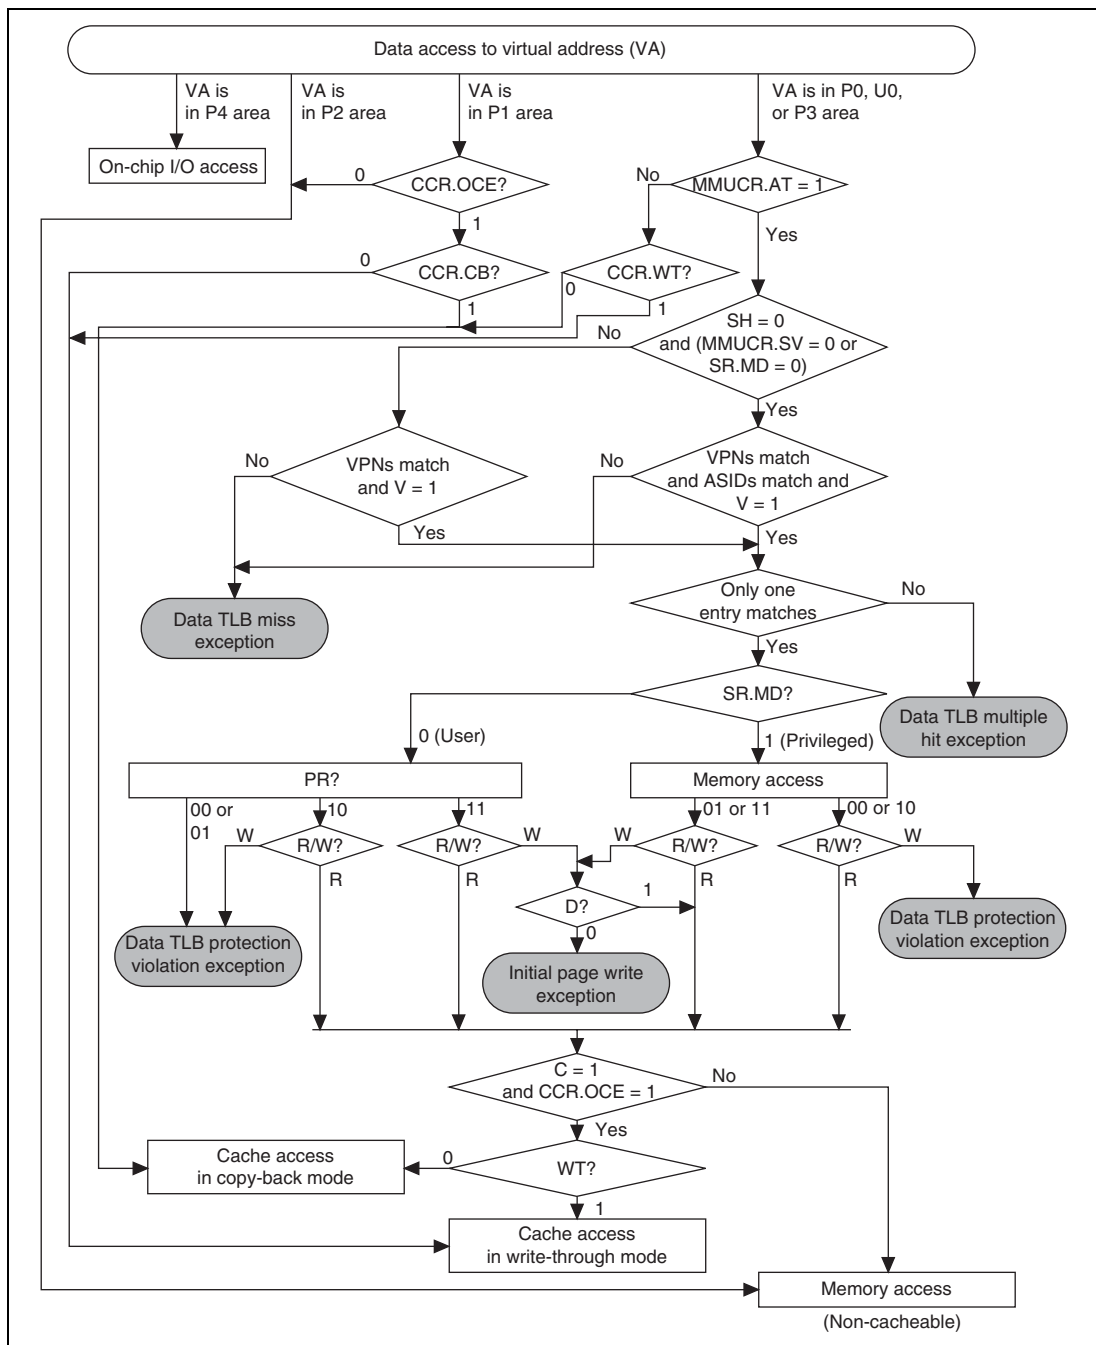 Data access to virtual address (VA)
VA is
in P4 area
VA is
in P2 area
VA is
in P1 area
VA is in P0, U0,
or P3 area
On-chip I/O access
0
CCR.OCE?
No
MMUCR.AT = 1
1
Yes
0
CCR.CB?
0
CCR.WT?
1
1
No
SH = 0
and (MMUCR.SV = 0 or
SR.MD = 0)
Yes
No
VPNs match
and V = 1
No
VPNs match
and ASIDs match and
V = 1
Yes
Yes
Only one
entry matches
No
Data TLB miss
exception
Yes
SR.MD?
Data TLB multiple
hit exception
0 (User)
1 (Privileged)
PR?
Memory access
00 or
01
10
11
01 or 11
00 or 10
W
R/W?
R/W?
W
W
R/W?
R/W?
W
R
R
R
R
D?
1
0
Data TLB protection
violation exception
Initial page write
exception
Data TLB protection
violation exception
C = 1
and CCR.OCE = 1
No
Yes
Cache access
in copy-back mode
0
WT?
1
Cache access
in write-through mode
Memory access
(Non-cacheable)